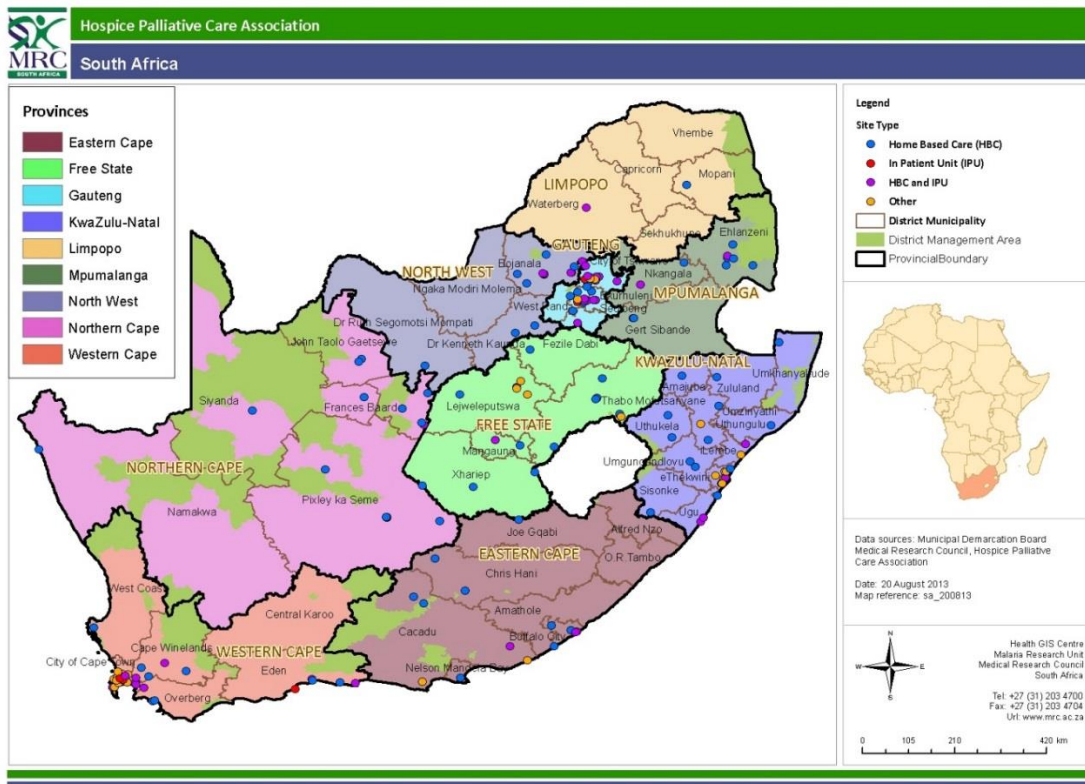 MRC
SOUTH AFRICA
Hospice Palliative Care Association
South Africa
Provinces
Eastern Cape
Free State
Gauteng
KwaZulu-Natal
Limpopo
Mpumalanga
North West
Northern Cape
Western Cape
Vhembe
Capricorn
Mopani
LIMPOPO
Waterberg
Sekhukhune
Ehlanzeni
GAUTENG
Bojanala
City of
Nkangala
NORTH WEST
Ngaka Modiri Molema
West Rand
MPUMALANGA
Gert Sibande
Dr Ruth Segomotsi Mompati
John Taolo Gaetsewe
Dr Kenneth Kaunda
Fezile Dabi
KWAZULU-NATAL
Umkhanyakude
Amajuba
Zululand
Siyanda
Frances Baard
Lejweleputswa
Thabo Mofutsanyane
Umzinyathi
Uthungulu
FREE STATE
Uthukela
Mangaung
iLembe
NORTHERN CAPE
Umgungundlovu
eThekwini
Xhariep
Sisonke
Pixley ka Seme
Namakwa
Ugu
Joe Gqabi
Alfred Nzo
EASTERN CAPE
O.R.Tambo
Chris Hani
West Coast
Central Karoo
Amathole
Cacadu
Buffalo City
Cape Winelands
WESTERN CAPE
City of Cape Town
Eden
Nelson Mandela Bay
Overberg
Legend
Site Type
Home Based Care (HBC)
In Patient Unit (IPU)
HBC and IPU
Other
District Municipality
District Management Area
Provincial Boundary
Data sources: Municipal Demarcation Board
Medical Research Council, Hospice Palliative
Care Association
Date: 20 August 2013
Map reference: sa_200813
N
W
E
S
Health GIS Centre
Malaria Research Unit
Medical Research Council
South Africa
Tel: +27 (31) 203 4700
Fax: +27 (31) 203 4704
Url: www.mrc.ac.za
0 105 210 420 km